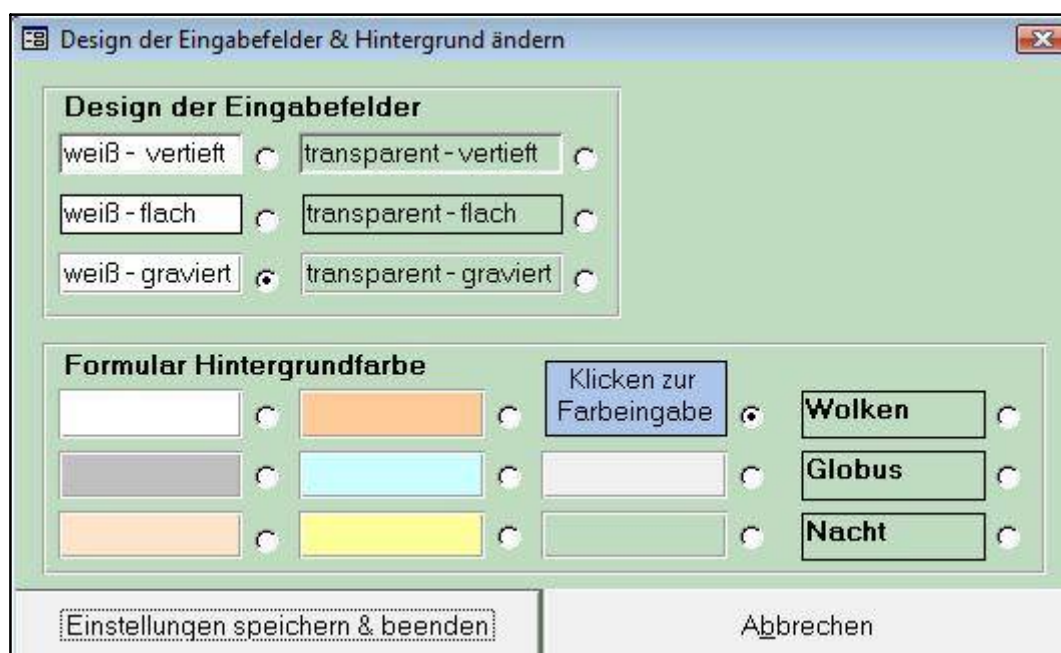 Design der Eingabefelder & Hintergrund ändern
Design der Eingabefelder
weiß - vertieft
transparent - vertieft
weiß - flach
transparent - flach
weiß - graviert
transparent - graviert
Formular Hintergrundfarbe
Klicken zur
Farbeingabe
Wolken
Globus
Nacht
Einstellungen speichern & beenden
Abbrechen